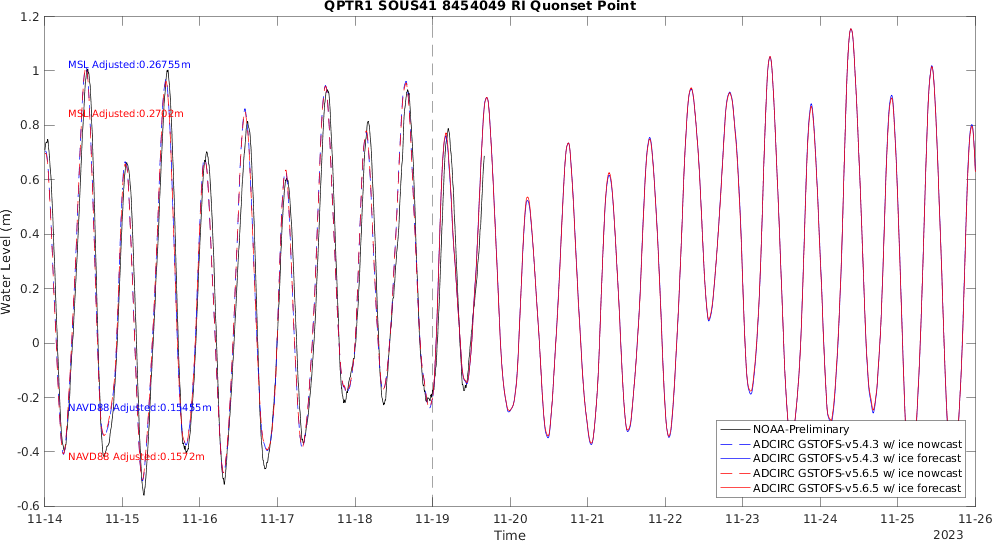 QPTR1 SOUS41 8454049 RI Quonset Point
1.2
1
0.8
0.6
0.4
0.2
0
-0.2
-0.4
-0.6
Water Level (m)
MSL Adjusted:0.26755m
MSL Adjusted:0.2702m
NAVD88 Adjusted:0.15455m
NAVD88 Adjusted:0.1572m
NOAA-Preliminary
ADCIRC GSTOFS-v5.4.3 w/ ice nowcast
ADCIRC GSTOFS-v5.4.3 w/ ice forecast
ADCIRC GSTOFS-v5.6.5 w/ ice nowcast
ADCIRC GSTOFS-v5.6.5 w/ ice forecast
11-14 11-15 11-16 11-17 11-18 11-19 11-20 11-21 11-22 11-23 11-24 11-25 11-26
Time
2023